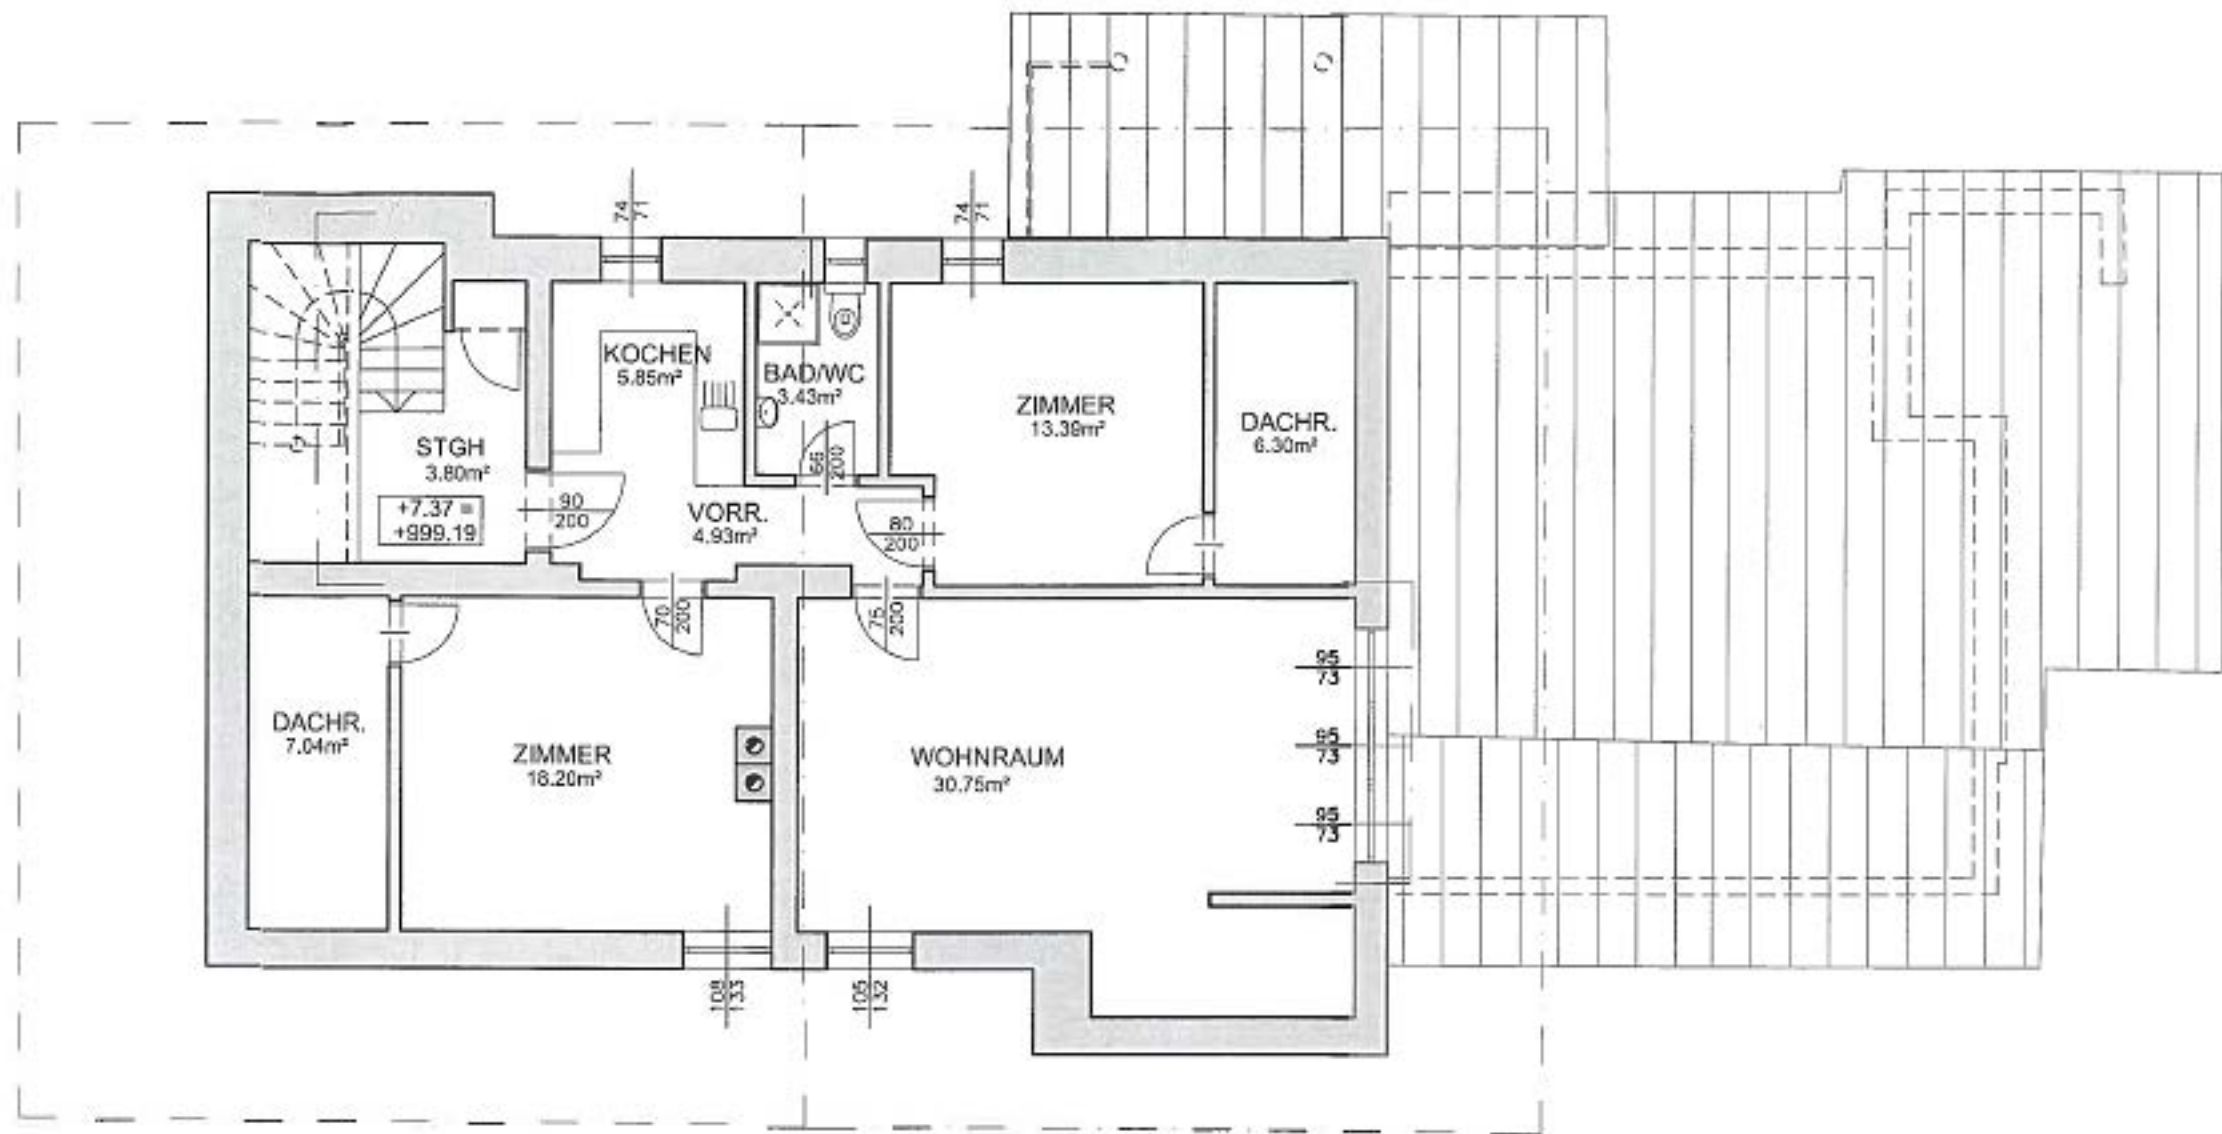 74
71
74
71
KOCHEN
5.85m²
BAD/WC
3.43m²
ZIMMER
13.39m²
DACHR.
6.30m²
STGH
3.80m²
+7.37 =
+999.19
90
200
VORR.
4.93m²
66
200
80
200
70
200
75
200
DACHR.
7.04m²
ZIMMER
18.20m²
WOHNRAUM
30.75m²
95
73
95
73
95
73
108
133
105
132